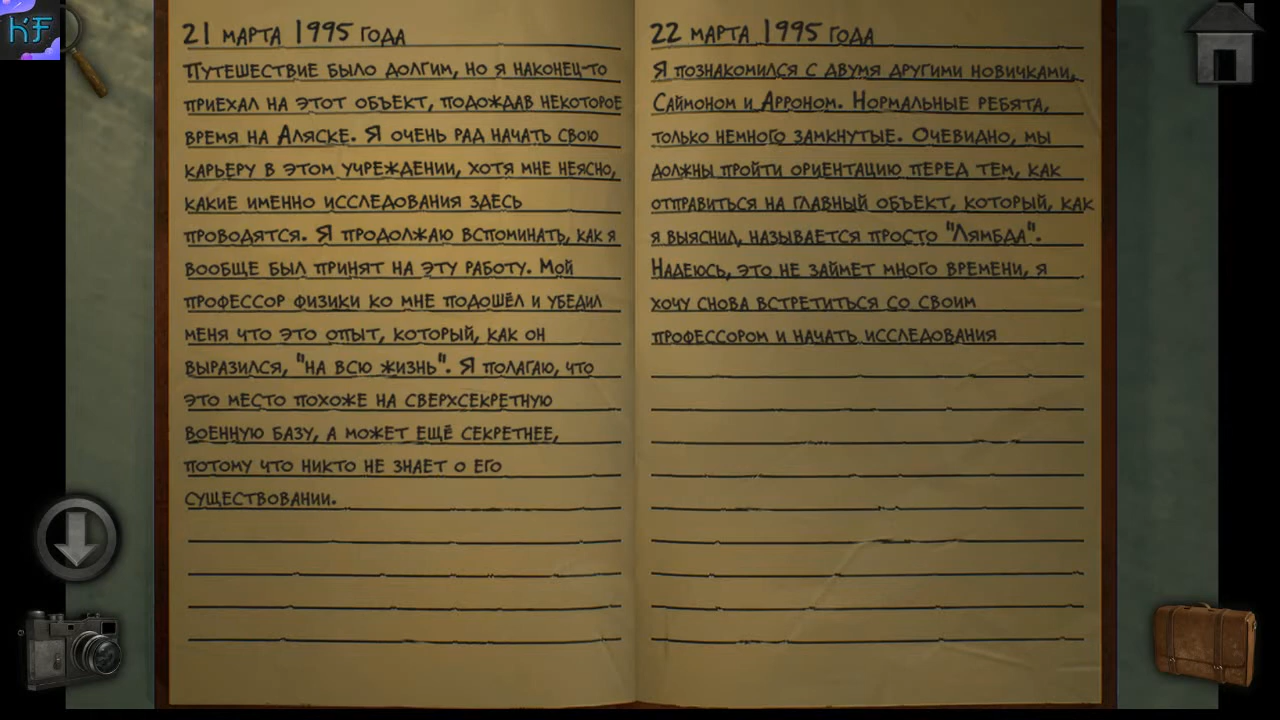 KF
21 марта 1995 года
Путешествие было долгим, но я наконец-то
приехал на этот объект, подождав некоторое
время на Аляске. Я очень рад начать свою
карьеру в этом учреждении, хотя мне неясно,
какие именно исследования здесь
проводятся. Я продолжаю вспоминать, как я
вообще был принят на эту работу. Мой
профессор физики ко мне подошёл и убедил
меня что это опыт, который, как он
выразился, "на всю жизнь". Я полагаю, что
это место похоже на сверхсекретную
военную базу, а может ещё секретнее,
потому что никто не знает о его
существовании.
22 марта 1995 года
Я познакомился с двумя другими новичками,
Саймоном и Арроном. Нормальные ребята,
только немного замкнутые. Очевидно, мы
должны пройти ориентацию перед тем, как
отправиться на главный объект, который, как
я выяснил, называется просто "Лямбда".
Надеюсь, это не займет много времени, я
хочу снова встретиться со своим
профессором и начать исследования